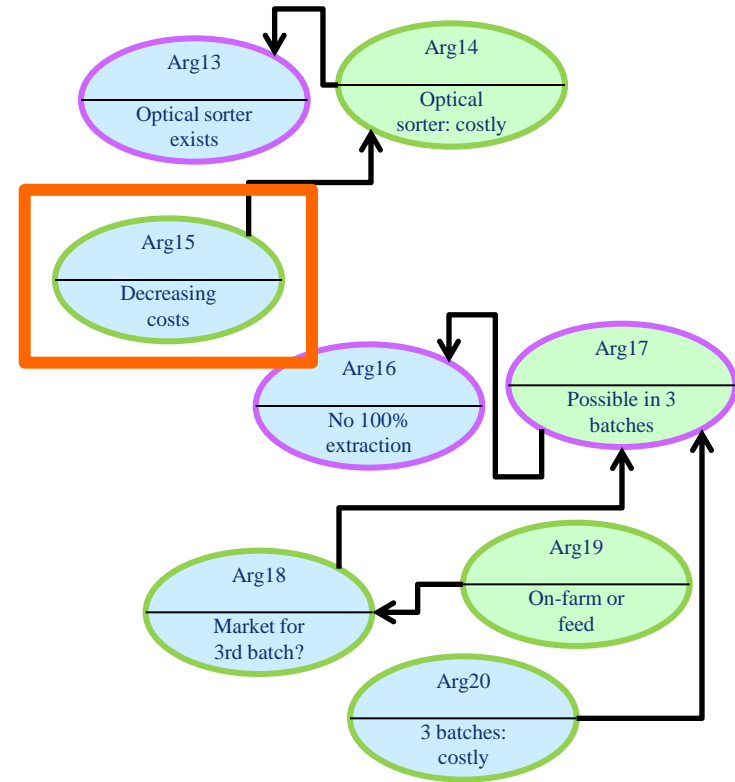 Arg13
Optical sorter
exists
Arg14
Optical
sorter: costly
Arg15
Decreasing
costs
Arg16
No 100%
extraction
Arg17
Possible in 3
batches
Arg18
Market for
3rd batch?
Arg19
On-farm or
feed
Arg20
3 batches:
costly